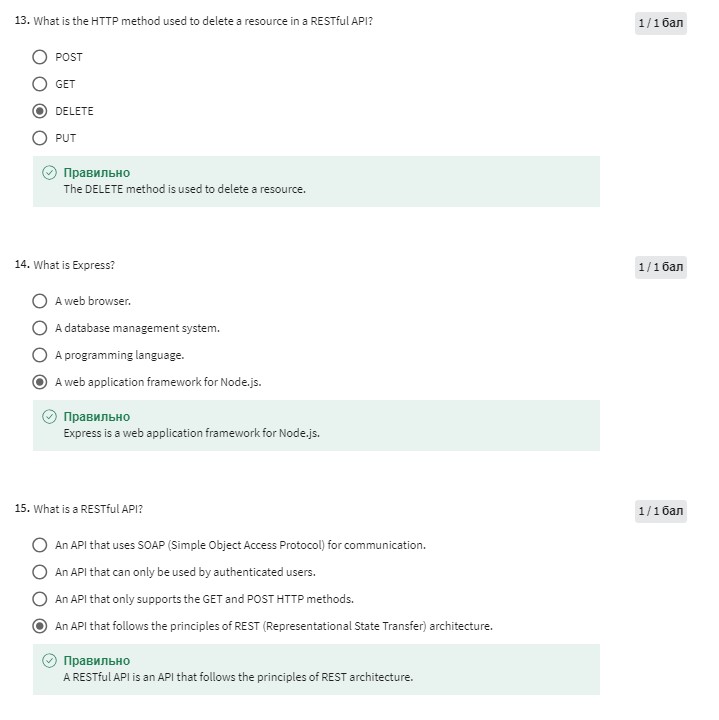 13. What is the HTTP method used to delete a resource in a RESTful API?
1 / 1 бал
POST
GET
DELETE
PUT
Правильно
The DELETE method is used to delete a resource.
14. What is Express?
1 / 1 бал
A web browser.
A database management system.
A programming language.
A web application framework for Node.js.
Правильно
Express is a web application framework for Node.js.
15. What is a RESTful API?
1 / 1 бал
An API that uses SOAP (Simple Object Access Protocol) for communication.
An API that can only be used by authenticated users.
An API that only supports the GET and POST HTTP methods.
An API that follows the principles of REST (Representational State Transfer) architecture.
Правильно
A RESTful API is an API that follows the principles of REST architecture.